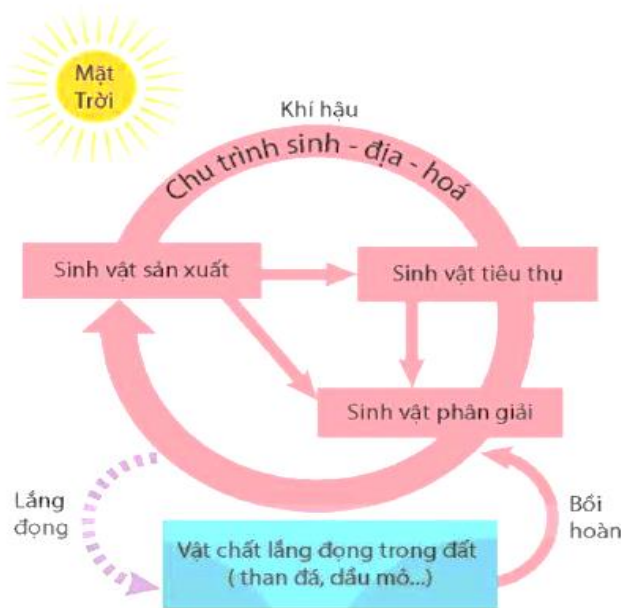 Mặt
Trời
Khí hậu
Chu trình sinh - địa - hoá
Sinh vật sản xuất
Sinh vật tiêu thụ
Sinh vật phân giải
Lắng
đọng
Bồi
hoàn
Vật chất lắng đọng trong đất
( than đá, dầu mỏ...)